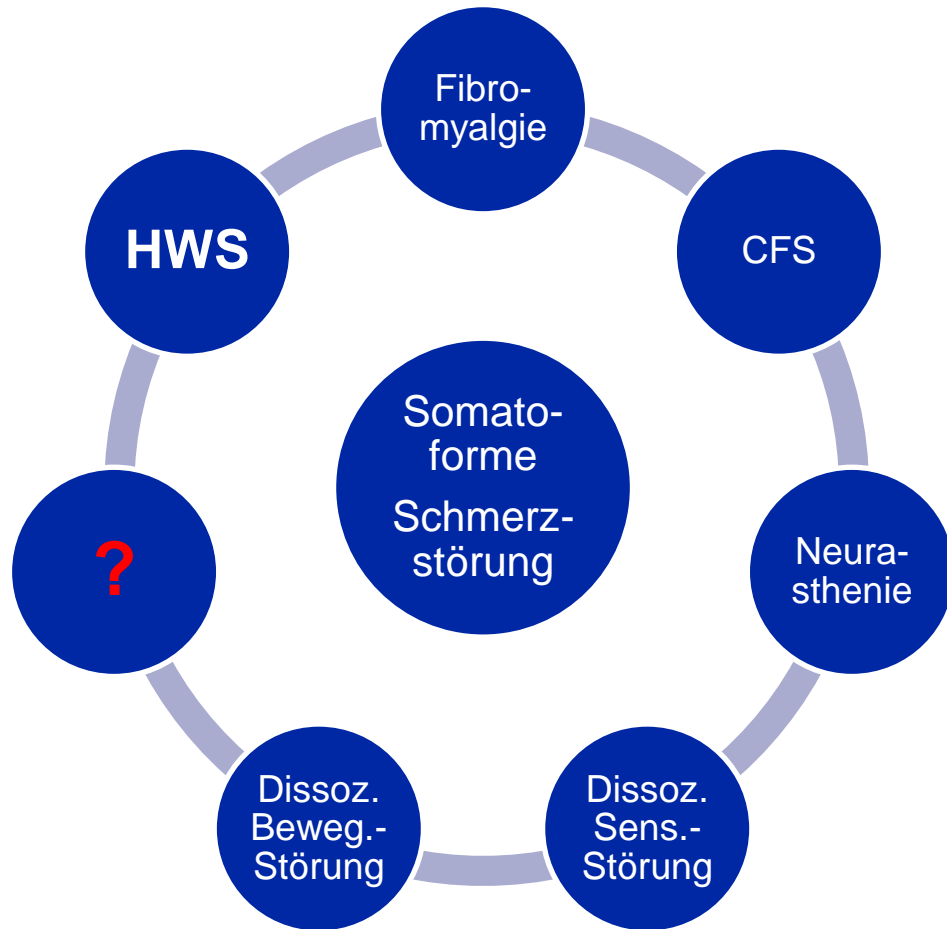 Fibro-
myalgie
HWS
CFS
Somato-
forme
Schmerz-
störung
?
Neura-
sthenie
Dissoz.
Beweg.-
Störung
Dissoz.
Sens.-
Störung